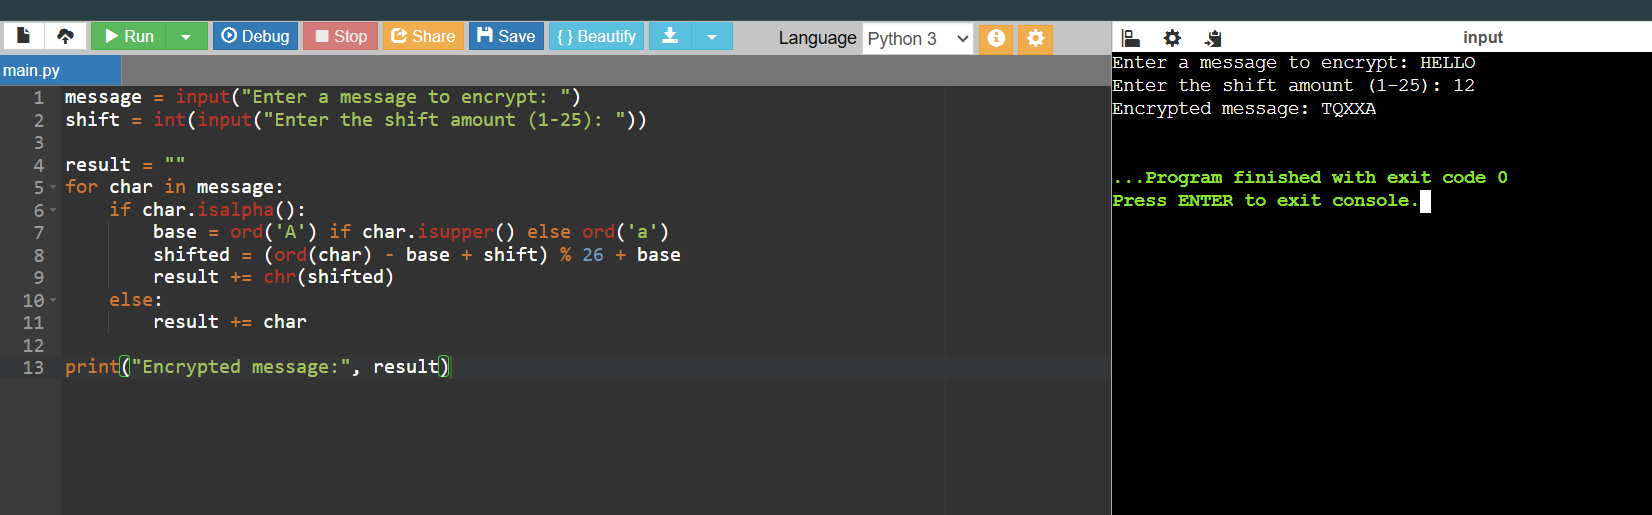 Run Debug Stop Share Save { } Beautify Language Python 3
main.py
1 message = input("Enter a message to encrypt: ")
2 shift = int(input("Enter the shift amount (1-25): "))
3
4 result = ""
5 for char in message:
6     if char.isalpha():
7         base = ord('A') if char.isupper() else ord('a')
8         shifted = (ord(char) - base + shift) % 26 + base
9         result += chr(shifted)
10     else:
11         result += char
12
13 print("Encrypted message:", result)
input
Enter a message to encrypt: HELLO
Enter the shift amount (1-25): 12
Encrypted message: TQXXA
...Program finished with exit code 0
Press ENTER to exit console.